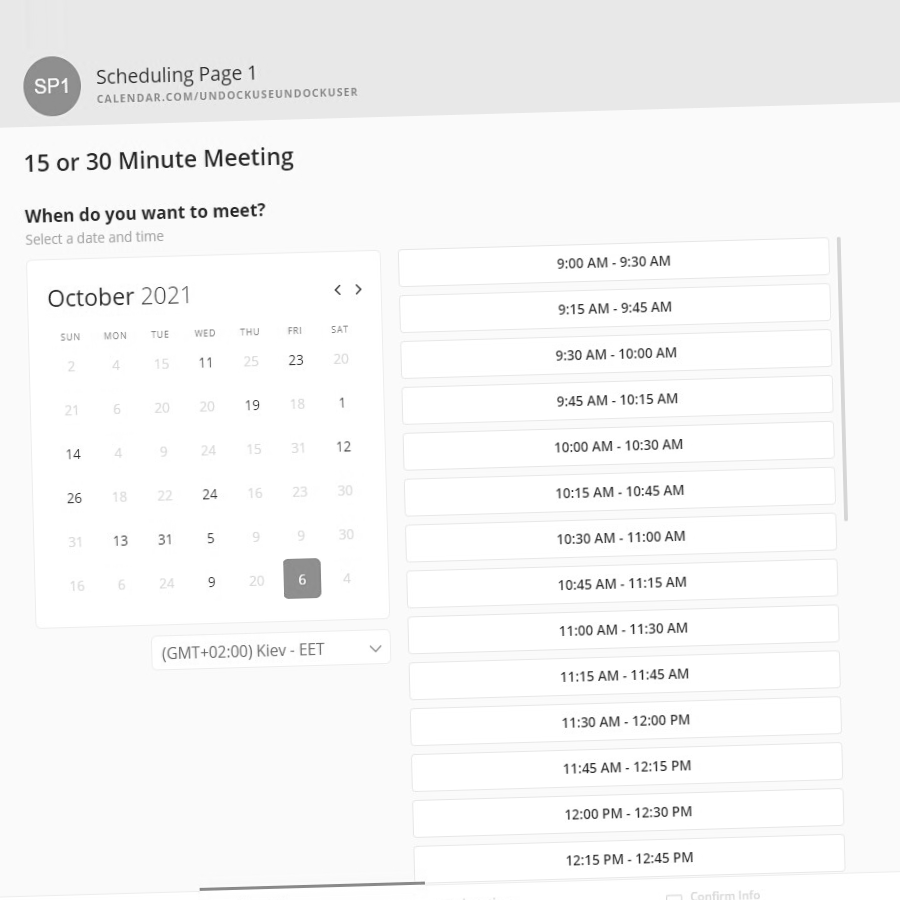 SP1
Scheduling Page 1
CALENDAR.COM/UNDOCKUSEUNDOCKUSER
15 or 30 Minute Meeting
When do you want to meet?
Select a date and time
October 2021
SUN MON TUE WED THU FRI SAT
2 4 15 11 25 23 20
21 6 20 20 19 18 1
14 4 9 24 15 31 12
26 18 22 24 16 23 30
31 13 31 5 9 9 30
16 6 24 9 20 6 4
(GMT+02:00) Kiev - EET
9:00 AM - 9:30 AM
9:15 AM - 9:45 AM
9:30 AM - 10:00 AM
9:45 AM - 10:15 AM
10:00 AM - 10:30 AM
10:15 AM - 10:45 AM
10:30 AM - 11:00 AM
10:45 AM - 11:15 AM
11:00 AM - 11:30 AM
11:15 AM - 11:45 AM
11:30 AM - 12:00 PM
11:45 AM - 12:15 PM
12:00 PM - 12:30 PM
12:15 PM - 12:45 PM
Confirm Info